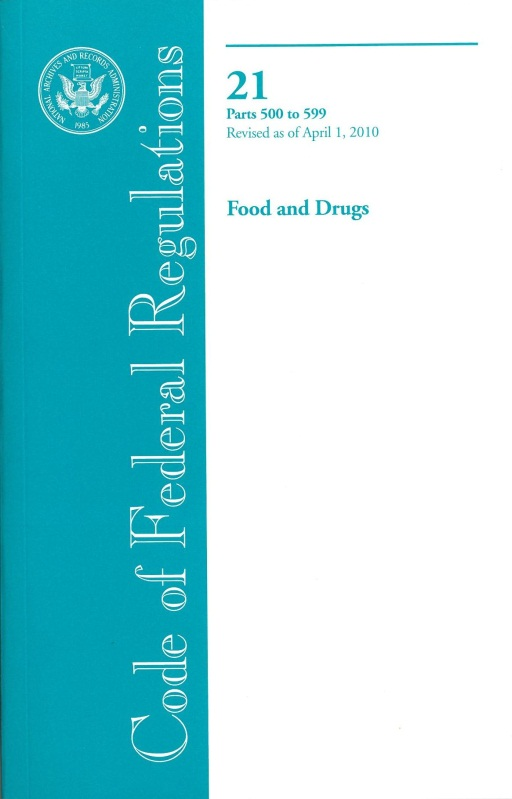 NATIONAL ARCHIVES AND RECORDS ADMINISTRATION
1985
Code of Federal Regulations
21
Parts 500 to 599
Revised as of April 1, 2010
Food and Drugs